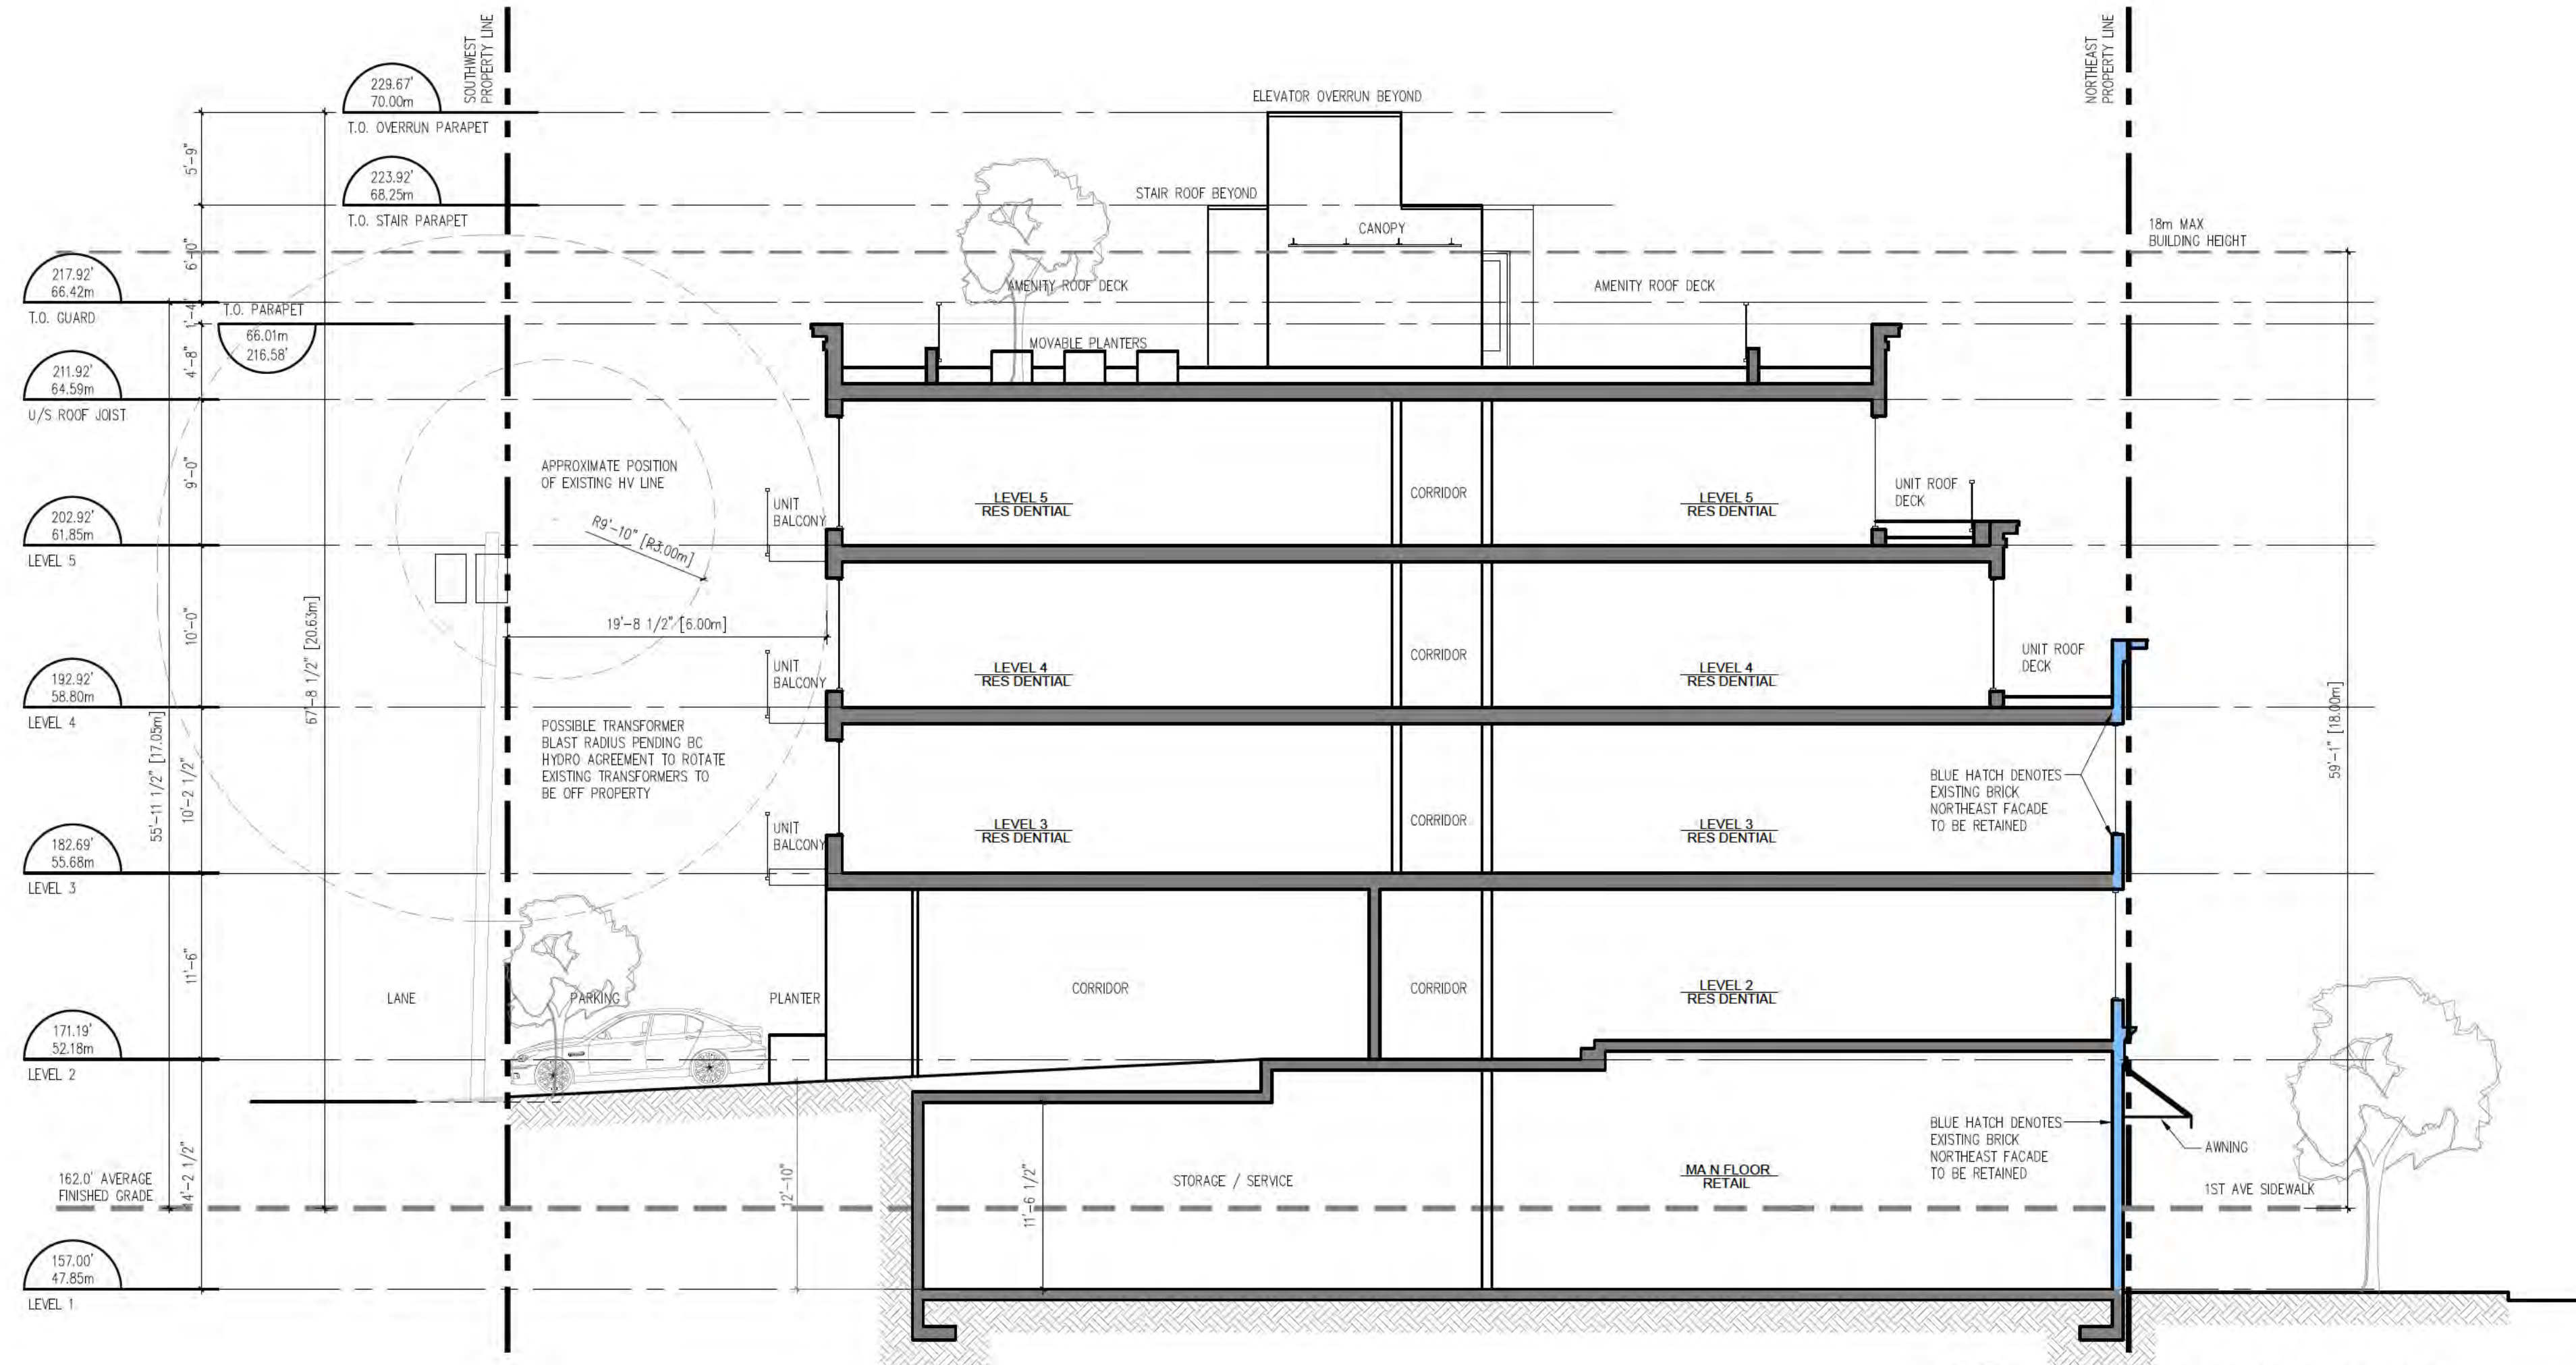 SOUTHWEST
PROPERTY LINE
NORTHEAST
PROPERTY LINE
229.67'
70.00m
T.O. OVERRUN PARAPET
ELEVATOR OVERRUN BEYOND
5'-9"
223.92'
68.25m
T.O. STAIR PARAPET
STAIR ROOF BEYOND
CANOPY
18m MAX
BUILDING HEIGHT
6'-0"
217.92'
66.42m
T.O. GUARD
AMENITY ROOF DECK
AMENITY ROOF DECK
1'-4"
T.O. PARAPET
66.01m
216.58'
MOVABLE PLANTERS
4'-8"
211.92'
64.59m
U/S ROOF JOIST
9'-0"
APPROXIMATE POSITION
OF EXISTING HV LINE
R9'-10" [R3.00m]
UNIT
BALCONY
LEVEL 5
RES DENTIAL
CORRIDOR
LEVEL 5
RES DENTIAL
UNIT ROOF
DECK
202.92'
61.85m
LEVEL 5
10'-0"
67'-8 1/2" [20.63m]
19'-8 1/2" [6.00m]
UNIT
BALCONY
LEVEL 4
RES DENTIAL
CORRIDOR
LEVEL 4
RES DENTIAL
UNIT ROOF
DECK
192.92'
58.80m
LEVEL 4
55'-11 1/2" [17.05m]
10'-2 1/2"
59'-1" [18.00m]
POSSIBLE TRANSFORMER
BLAST RADIUS PENDING BC
HYDRO AGREEMENT TO ROTATE
EXISTING TRANSFORMERS TO
BE OFF PROPERTY
UNIT
BALCONY
LEVEL 3
RES DENTIAL
CORRIDOR
LEVEL 3
RES DENTIAL
BLUE HATCH DENOTES
EXISTING BRICK
NORTHEAST FACADE
TO BE RETAINED
182.69'
55.68m
LEVEL 3
11'-6"
LANE
PARKING
PLANTER
CORRIDOR
CORRIDOR
LEVEL 2
RES DENTIAL
171.19'
52.18m
LEVEL 2
14'-2 1/2"
162.0' AVERAGE
FINISHED GRADE
12'-10"
11'-6 1/2"
STORAGE / SERVICE
MA N FLOOR
RETAIL
BLUE HATCH DENOTES
EXISTING BRICK
NORTHEAST FACADE
TO BE RETAINED
AWNING
1ST AVE SIDEWALK
157.00'
47.85m
LEVEL 1